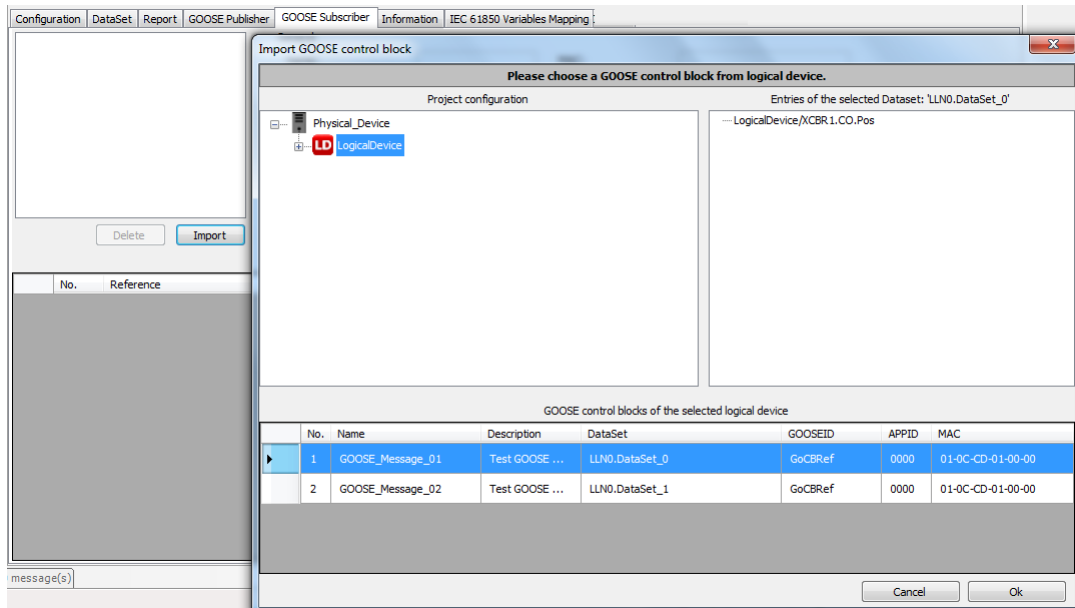 Configuration DataSet Report GOOSE Publisher GOOSE Subscriber Information IEC 61850 Variables Mapping
Import GOOSE control block
x
Please choose a GOOSE control block from logical device.
Project configuration
Entries of the selected Dataset: 'LLN0.DataSet_0'
Physical_Device
LD LogicalDevice
LogicalDevice/XCBR1.CO.Pos
Delete Import
No. Reference
GOOSE control blocks of the selected logical device
No. Name Description DataSet GOOSEID APPID MAC
1 GOOSE_Message_01 Test GOOSE ... LLN0.DataSet_0 GoCBRef 0000 01-0C-CD-01-00-00
2 GOOSE_Message_02 Test GOOSE ... LLN0.DataSet_1 GoCBRef 0000 01-0C-CD-01-00-00
message(s)
Cancel Ok